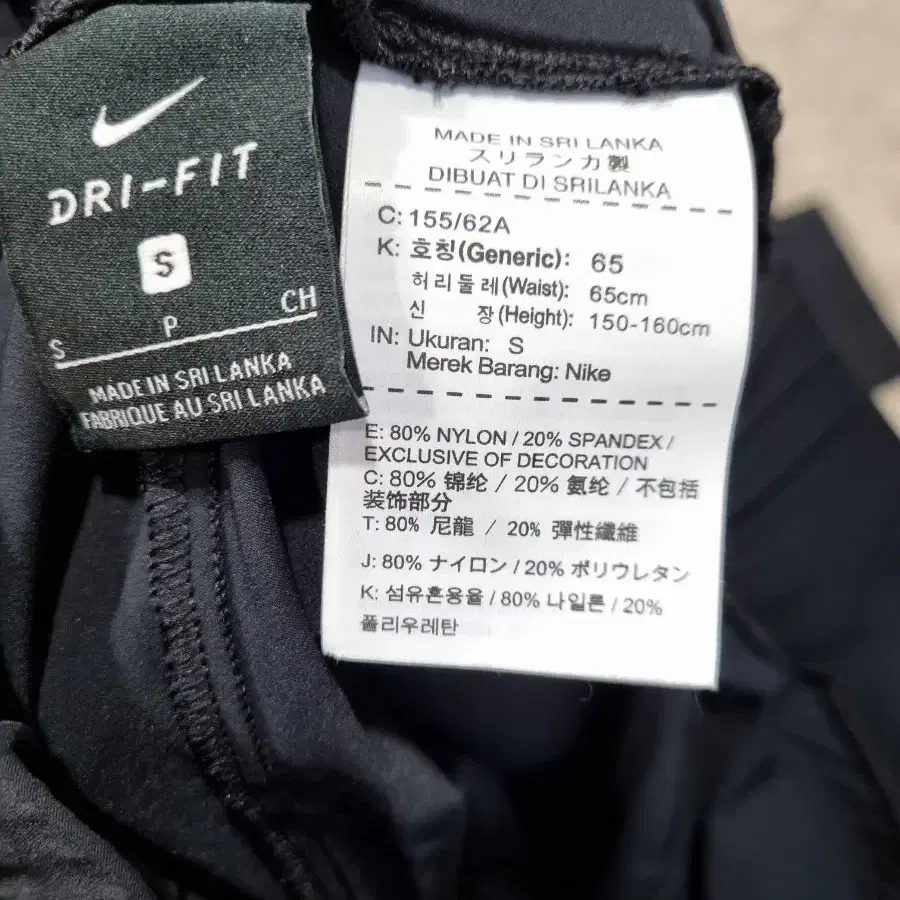 DRI-FIT
S
S P CH
MADE IN SRI LANKA
FABRIQUE AU SRI LANKA
MADE IN SRI LANKA
スリランカ製
DIBUAT DI SRILANKA
C: 155/62A
K: 호칭(Generic): 65
허리둘레(Waist): 65cm
신 장(Height): 150-160cm
IN: Ukuran: S
Merek Barang: Nike
E: 80% NYLON / 20% SPANDEX /
EXCLUSIVE OF DECORATION
C: 80% 锦纶 / 20% 氨纶 / 不包括
装饰部分
T: 80% 尼龍 / 20% 彈性纖維
J: 80% ナイロン / 20% ポリウレタン
K: 섬유혼용율 / 80% 나일론 / 20%
폴리우레탄